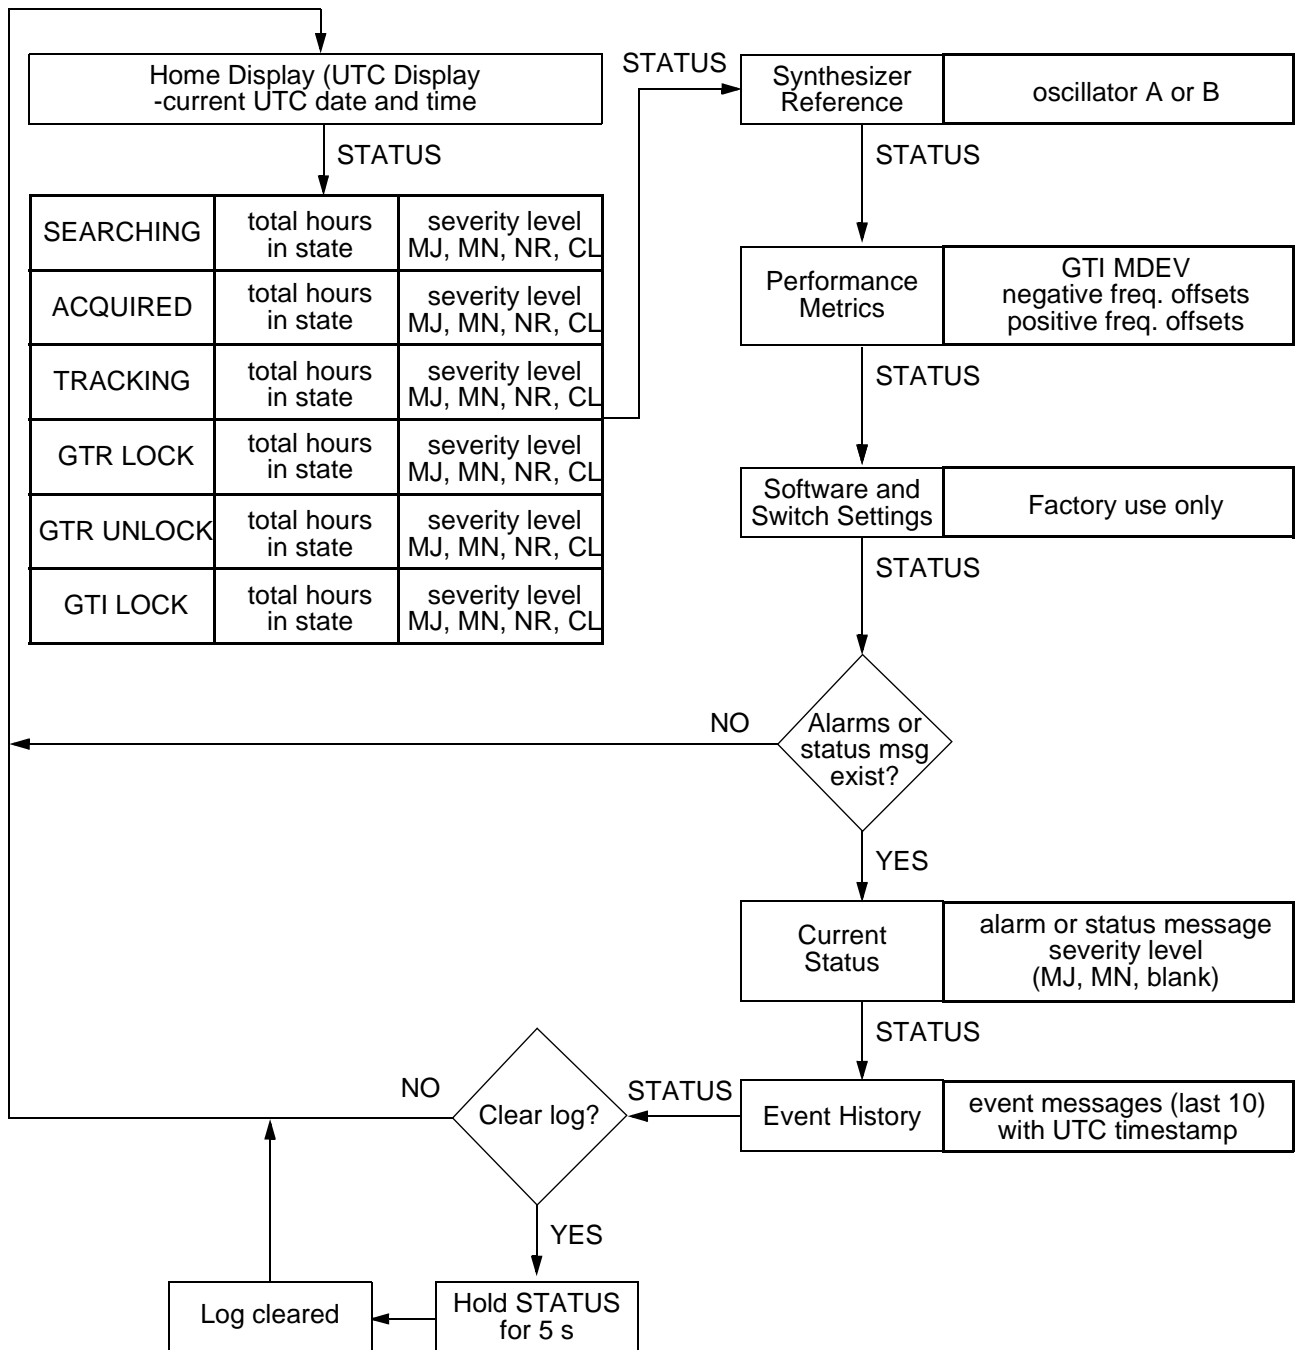 Home Display (UTC Display
-current UTC date and time
STATUS
SEARCHING
total hours
in state
severity level
MJ, MN, NR, CL
ACQUIRED
total hours
in state
severity level
MJ, MN, NR, CL
TRACKING
total hours
in state
severity level
MJ, MN, NR, CL
GTR LOCK
total hours
in state
severity level
MJ, MN, NR, CL
GTR UNLOCK
total hours
in state
severity level
MJ, MN, NR, CL
GTI LOCK
total hours
in state
severity level
MJ, MN, NR, CL
STATUS
Synthesizer
Reference
oscillator A or B
STATUS
Performance
Metrics
GTI MDEV
negative freq. offsets
positive freq. offsets
STATUS
Software and
Switch Settings
Factory use only
STATUS
Alarms or
status msg
exist?
NO
YES
Current
Status
alarm or status message
severity level
(MJ, MN, blank)
STATUS
Event History
event messages (last 10)
with UTC timestamp
STATUS
Clear log?
NO
YES
Hold STATUS
for 5 s
Log cleared